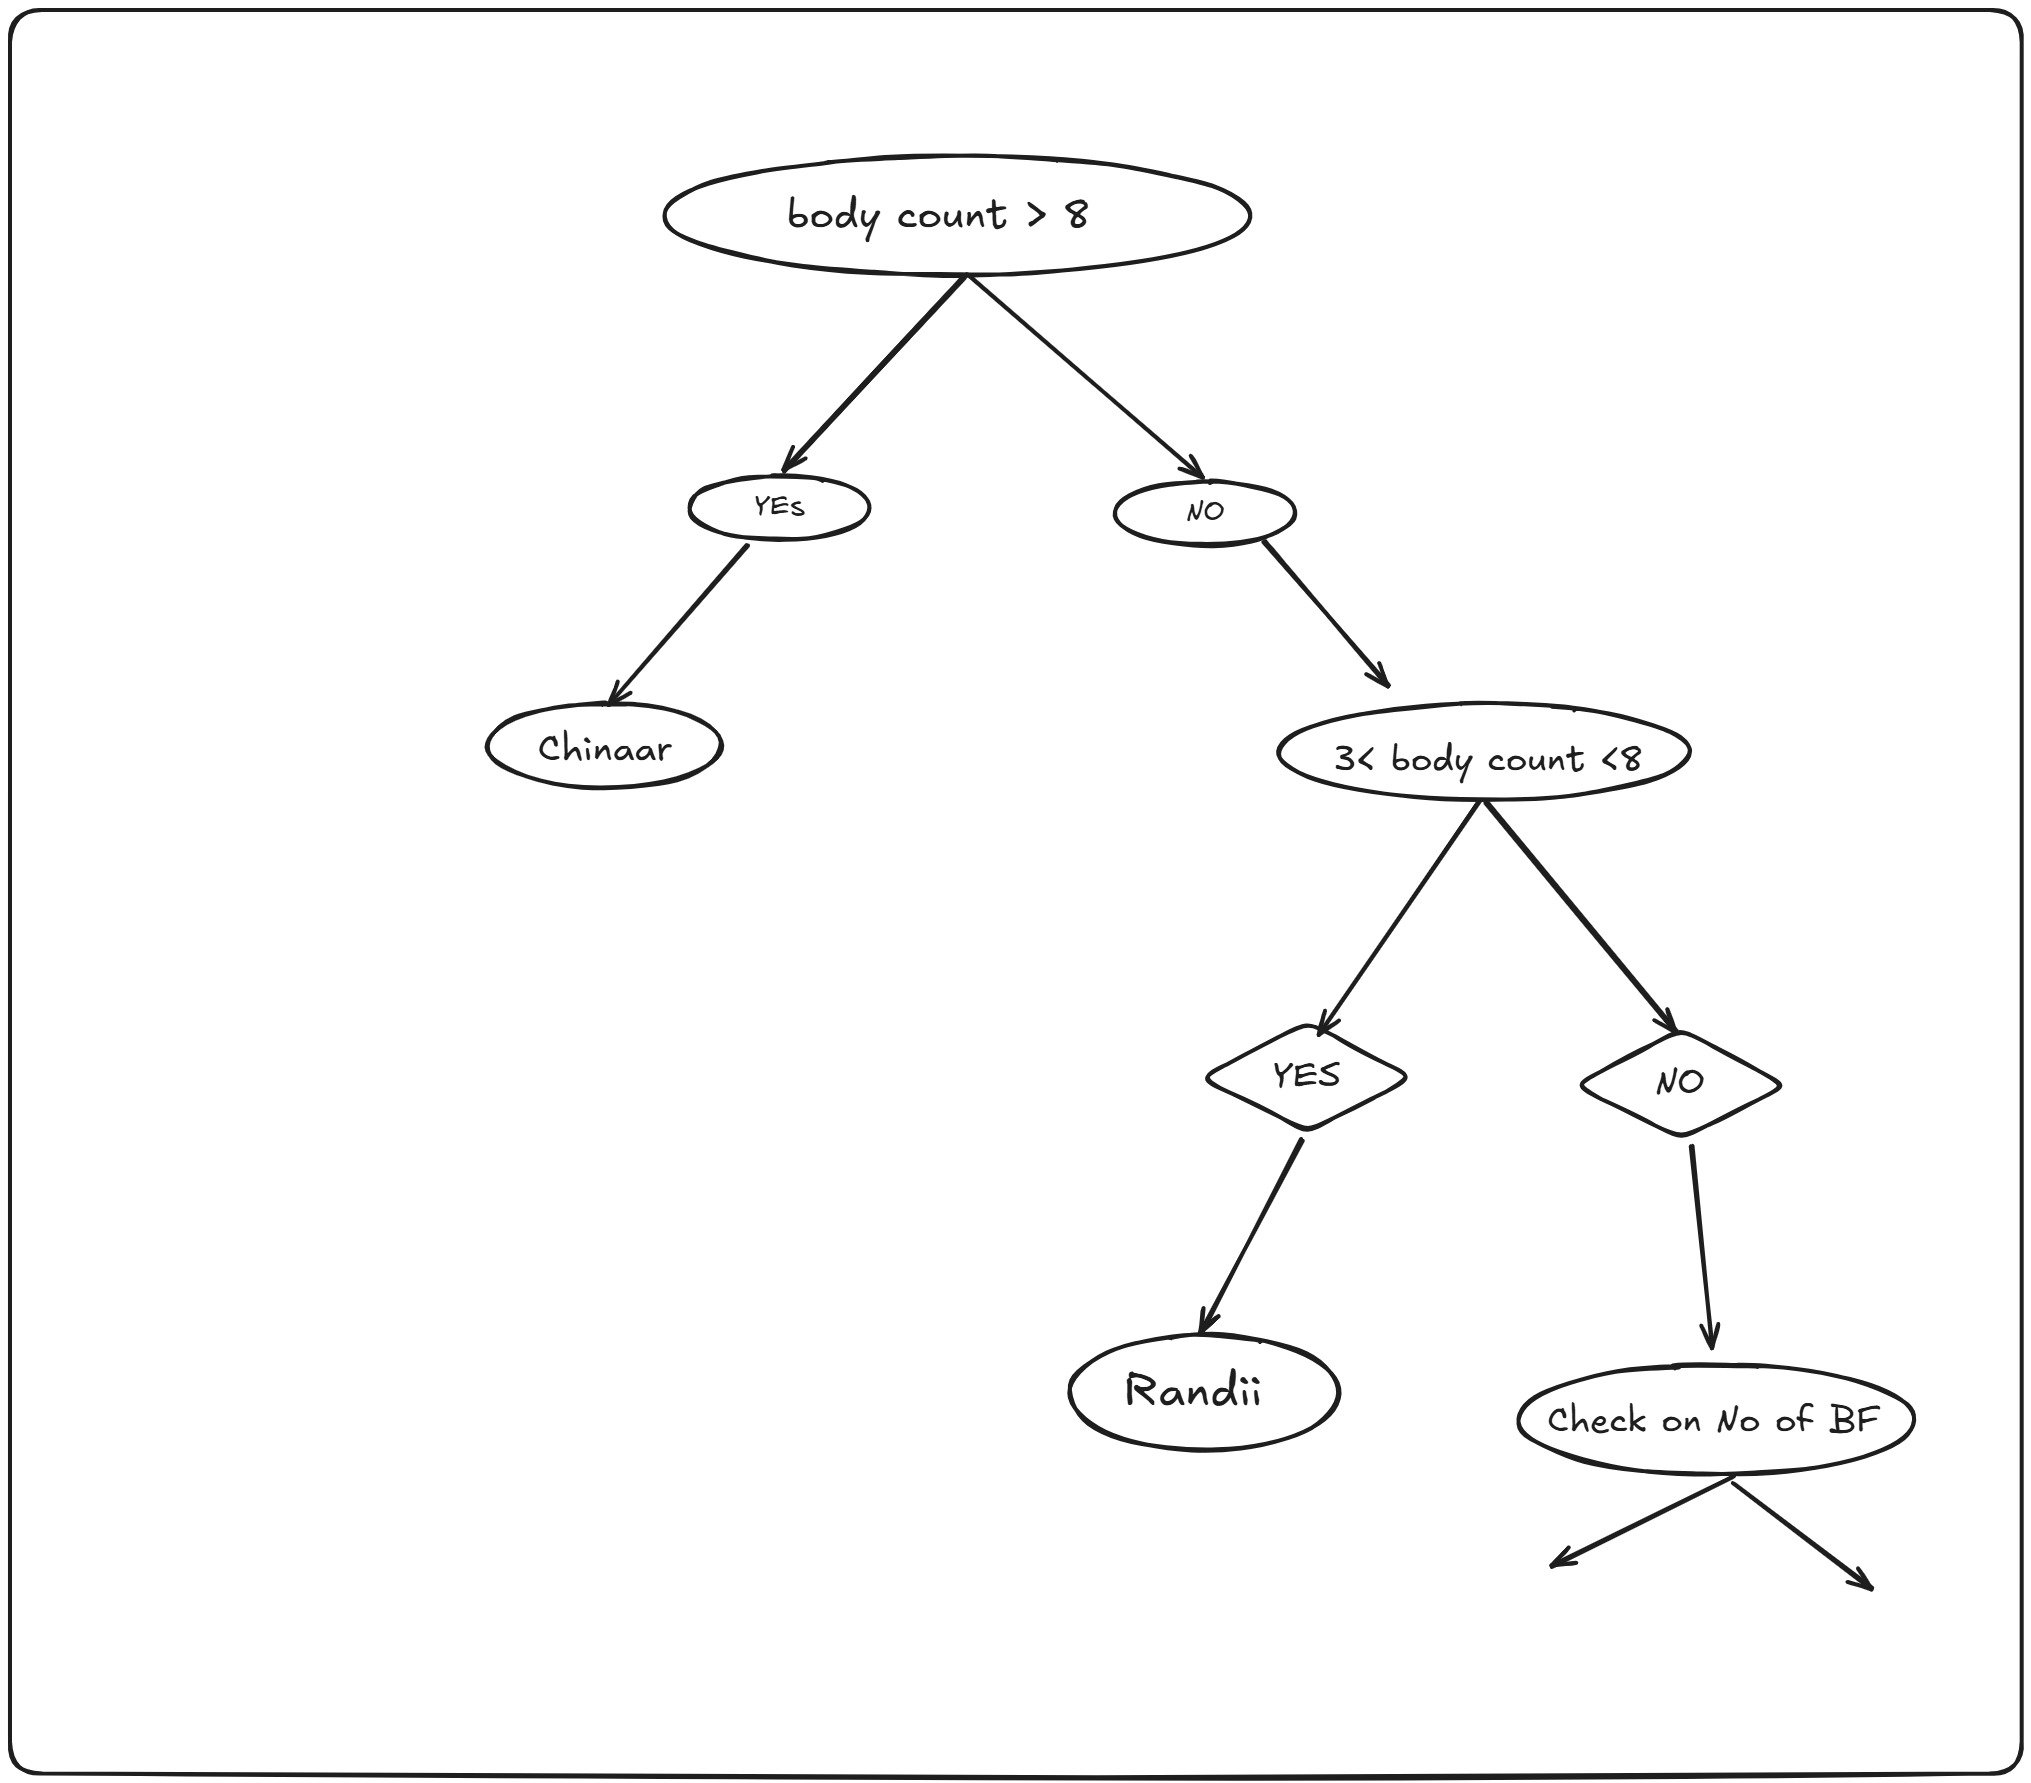 body count > 8
YEs
NO
Chinaar
3< body count <8
YES
NO
Randii
Check on No of BF